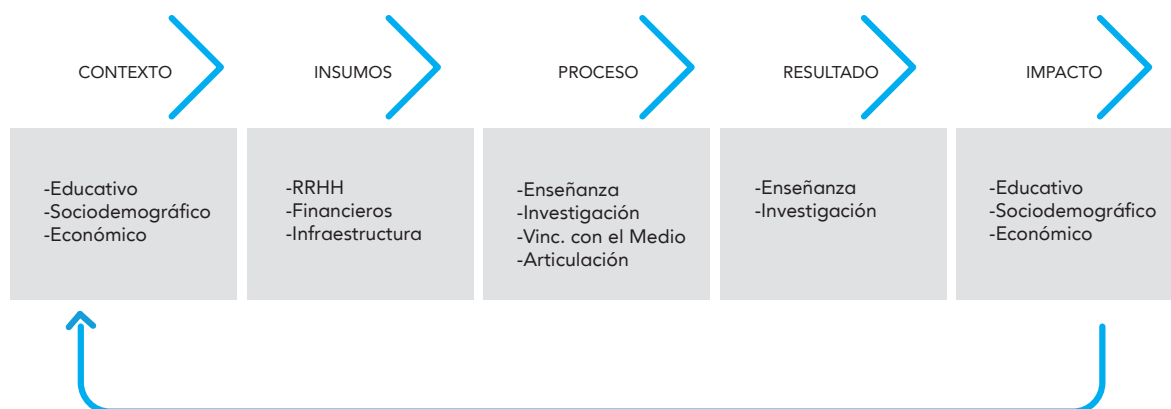 CONTEXTO
INSUMOS
PROCESO
RESULTADO
IMPACTO
-Educativo
-Sociodemográfico
-Económico
-RRHH
-Financieros
-Infraestructura
-Enseñanza
-Investigación
-Vinc. con el Medio
-Articulación
-Enseñanza
-Investigación
-Educativo
-Sociodemográfico
-Económico